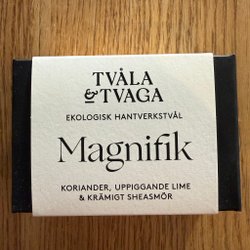 TVÅLA
& TVAGA
EKOLOGISK HANTVERKSTVÅL
Magnifik
KORIANDER, UPPIGGANDE LIME
& KRÄMIGT SHEASMÖR